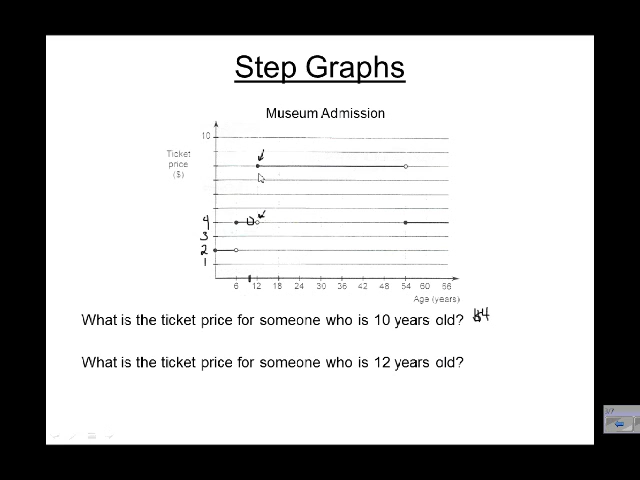 Step Graphs
Museum Admission
10
Ticket
price
($)
4
3
2
1
6 12 18 24 30 36 42 48 54 60 66
Age (years)
What is the ticket price for someone who is 10 years old? $4
What is the ticket price for someone who is 12 years old?